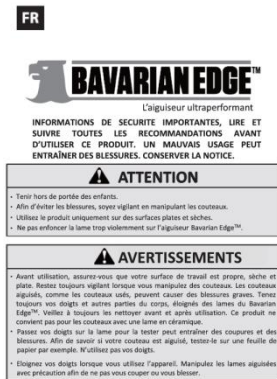 FR
BAVARIAN EDGE™
L'aiguiseur ultraperformant
INFORMATIONS DE SECURITE IMPORTANTES, LIRE ET
SUIVRE TOUTES LES RECOMMANDATIONS AVANT
D'UTILISER CE PRODUIT. UN MAUVAIS USAGE PEUT
ENTRAÎNER DES BLESSURES. CONSERVER LA NOTICE.
ATTENTION
- Tenir hors de portée des enfants.
- Afin d'éviter les blessures, soyez vigilant en manipulant les couteaux.
- Utilisez le produit uniquement sur des surfaces plates et sèches.
- Ne pas enfoncer la lame trop violemment sur l'aiguiseur Bavarian Edge™.
AVERTISSEMENTS
- Avant utilisation, assurez-vous que votre surface de travail est propre, sèche et
plate. Restez toujours vigilant lorsque vous manipulez des couteaux. Les couteaux
aiguisés, comme les couteaux usés, peuvent causer des blessures graves. Tenez
toujours vos doigts et autres parties du corps, éloignés des lames du Bavarian
Edge™. Veillez à toujours les nettoyer avant et après utilisation. Ce produit ne
convient pas pour les couteaux avec une lame en céramique.
- Passez vos doigts sur la lame pour la tester peut entraîner des coupures et des
blessures. Afin de savoir si votre couteau est aiguisé, testez-le sur une feuille de
papier par exemple. N'utilisez pas vos doigts.
- Eloignez vos doigts lorsque vous utilisez l'appareil. Manipulez les lames aiguisées
avec précaution afin de ne pas vous couper ou vous blesser.